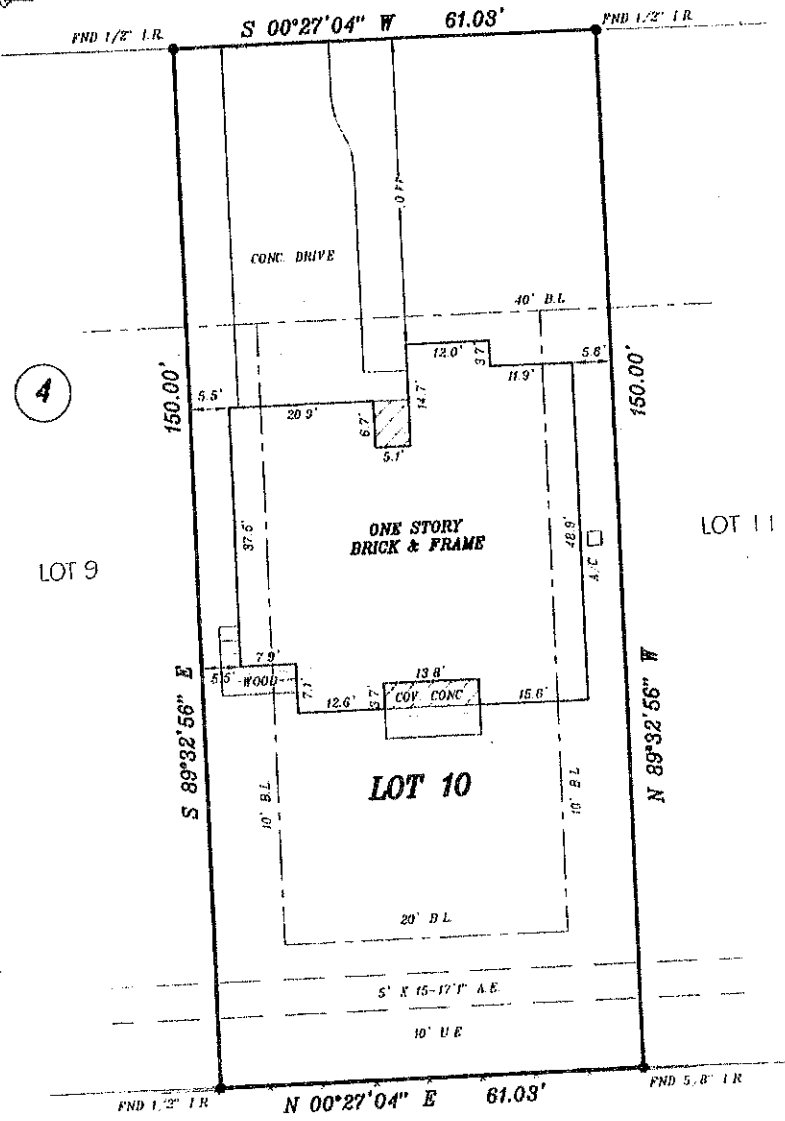 S 00°27'04" W 61.03'
FND 1/2" I.R.
FND 1/2" I.R.
44.0'
CONC. DRIVE
40' B.L.
12.0'
3.7'
5.8'
11.9'
4
150.00'
150.00'
5.5'
20.9'
6.7'
14.7'
5.1'
ONE STORY
BRICK & FRAME
37.5'
48.9'
A/C
LOT 11
LOT 9
7.9'
5.5'
WOOD
7.1'
13.8'
12.6'
COV. CONC.
15.6'
S 89°32'56" E
N 89°32'56" W
LOT 10
10' B.L.
10' B.L.
20' B.L.
A.E.
10' U.E.
FND 1/2" I.R.
N 00°27'04" E 61.03'
FND 5/8" I.R.